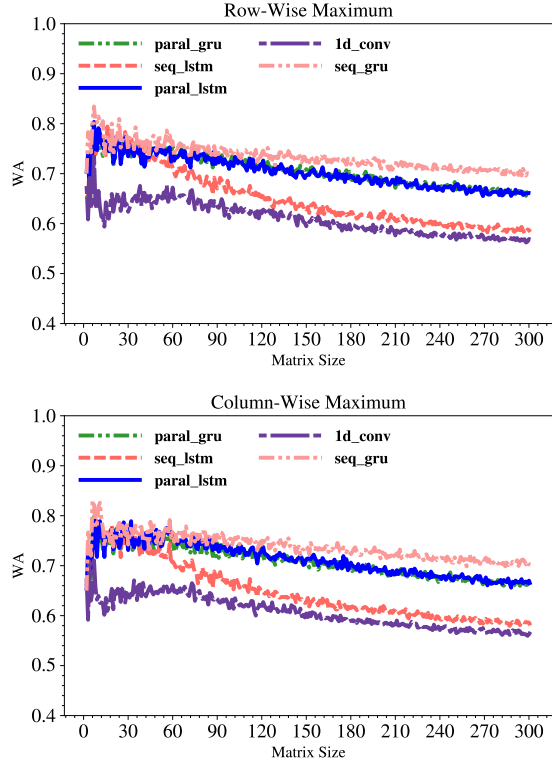 Row-Wise Maximum
1.0
0.9
0.8
0.7
0.6
0.5
0.4
WA
paral_gru
seq_lstm
paral_lstm
1d_conv
seq_gru
0 30 60 90 120 150 180 210 240 270 300
Matrix Size
Column-Wise Maximum
1.0
0.9
0.8
0.7
0.6
0.5
0.4
WA
paral_gru
seq_lstm
paral_lstm
1d_conv
seq_gru
0 30 60 90 120 150 180 210 240 270 300
Matrix Size